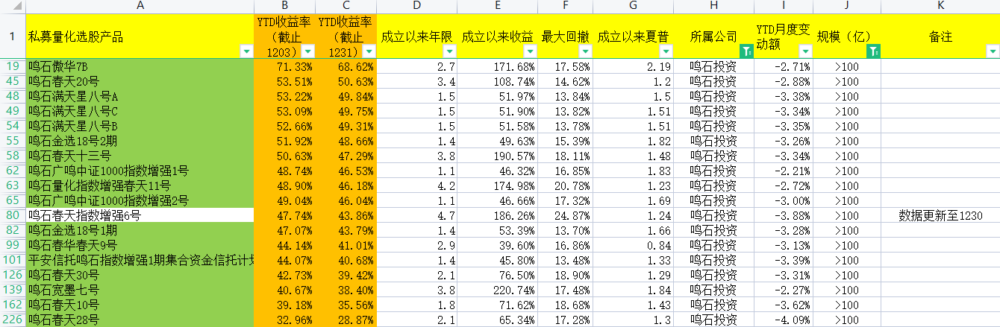 A B C D E F G H I J K
1 私募量化选股产品 YTD收益率（截止1203） YTD收益率（截止1231） 成立以来年限 成立以来收益 最大回撤 成立以来夏普 所属公司 YTD月度变动额 规模（亿） 备注
19 鸣石傲华7B 71.33% 68.62% 2.7 171.68% 17.58% 2.19 鸣石投资 -2.71% >100
45 鸣石春天20号 53.51% 50.63% 3.4 108.74% 14.62% 1.2 鸣石投资 -2.88% >100
48 鸣石满天星八号A 53.22% 49.84% 1.5 51.97% 13.84% 1.5 鸣石投资 -3.38% >100
49 鸣石满天星八号C 53.09% 49.75% 1.5 51.90% 13.82% 1.51 鸣石投资 -3.34% >100
54 鸣石满天星八号B 52.66% 49.31% 1.5 51.58% 13.78% 1.51 鸣石投资 -3.35% >100
55 鸣石金选18号2期 51.92% 48.66% 1.4 49.63% 15.39% 1.82 鸣石投资 -3.26% >100
58 鸣石春天十三号 50.63% 47.29% 3.8 190.57% 18.11% 1.48 鸣石投资 -3.34% >100
62 鸣石广鸣中证1000指数增强1号 48.74% 46.53% 1.1 46.32% 16.85% 1.83 鸣石投资 -2.21% >100
63 鸣石量化指数增强春天11号 48.90% 46.18% 4.2 174.98% 20.78% 1.23 鸣石投资 -2.72% >100
65 鸣石广鸣中证1000指数增强2号 49.04% 46.04% 1.1 46.66% 17.32% 1.69 鸣石投资 -3.00% >100
80 鸣石春天指数增强6号 47.74% 43.86% 4.7 186.26% 24.87% 1.24 鸣石投资 -3.88% >100 数据更新至1230
82 鸣石金选18号1期 47.07% 43.79% 1.4 53.39% 13.70% 1.66 鸣石投资 -3.28% >100
99 鸣石春华春天9号 44.14% 41.01% 2.9 39.60% 16.86% 0.84 鸣石投资 -3.13% >100
101 平安信托鸣石指数增强1期集合资金信托计划 44.07% 40.68% 1.4 45.80% 13.48% 1.33 鸣石投资 -3.39% >100
126 鸣石春天30号 42.73% 39.42% 2.1 76.50% 18.90% 1.29 鸣石投资 -3.31% >100
139 鸣石宽墨七号 40.67% 38.40% 3.8 220.74% 17.48% 1.84 鸣石投资 -2.27% >100
162 鸣石春天10号 39.18% 35.56% 1.8 71.62% 18.68% 1.43 鸣石投资 -3.62% >100
226 鸣石春天28号 32.96% 28.87% 2.1 65.34% 17.28% 1.3 鸣石投资 -4.09% >100